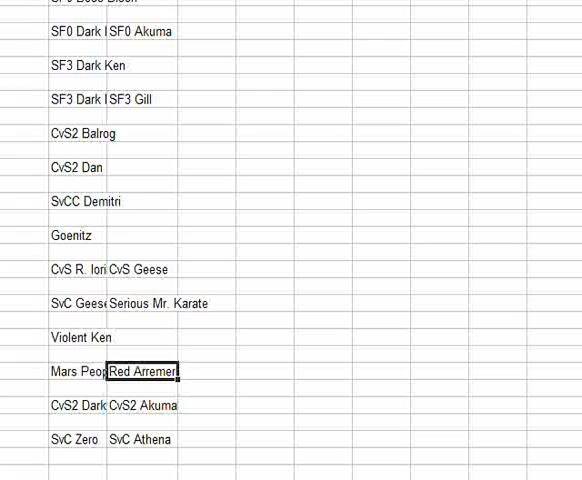 SF0 Dark SF0 Akuma
SF3 Dark Ken
SF3 Dark SF3 Gill
CvS2 Balrog
CvS2 Dan
SvCC Demitri
Goenitz
CvS R. Iori CvS Geese
SvC Geese Serious Mr. Karate
Violent Ken
Mars Peop Red Arremer
CvS2 Dark CvS2 Akuma
SvC Zero SvC Athena